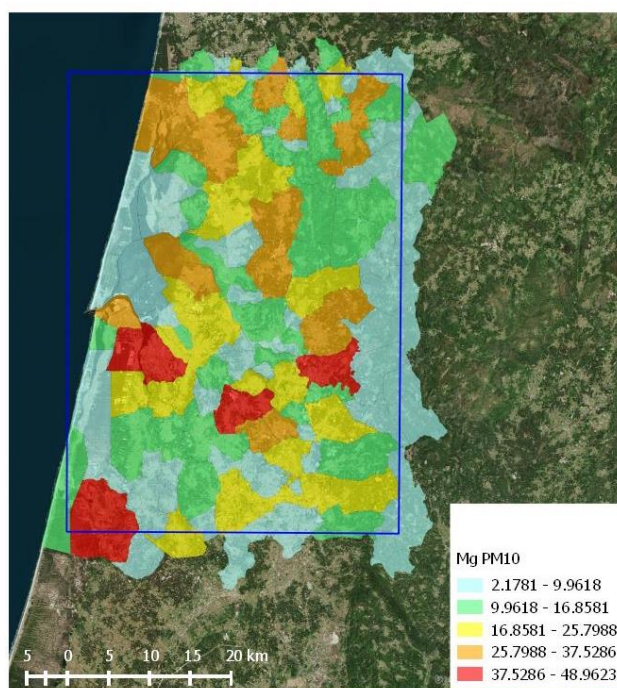 Mg PM10
2.1781 - 9.9618
9.9618 - 16.8581
16.8581 - 25.7988
25.7988 - 37.5286
37.5286 - 48.9623
5 0 5 10 15 20 km